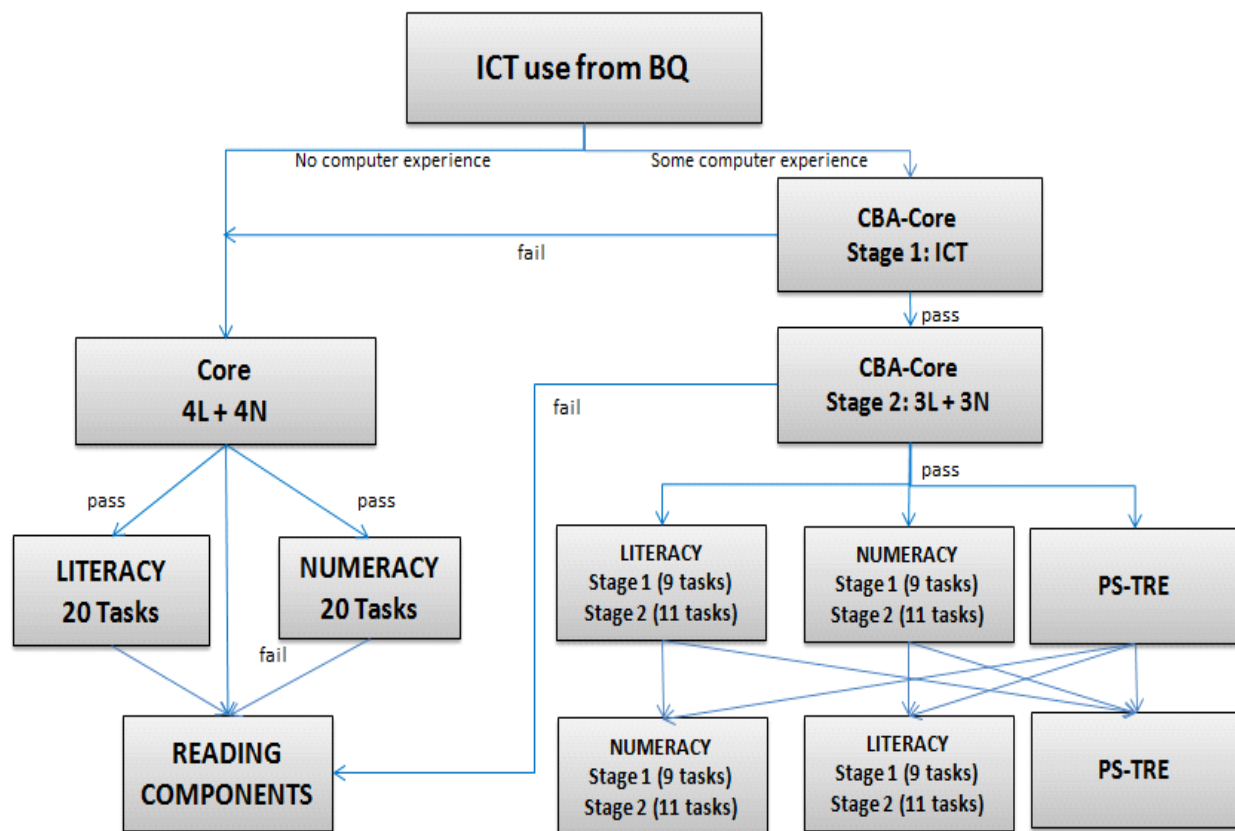 ICT use from BQ
No computer experience
Some computer experience
CBA-Core
Stage 1: ICT
fail
pass
Core
4L + 4N
CBA-Core
Stage 2: 3L + 3N
fail
pass
pass
pass
LITERACY
20 Tasks
NUMERACY
20 Tasks
LITERACY
Stage 1 (9 tasks)
Stage 2 (11 tasks)
NUMERACY
Stage 1 (9 tasks)
Stage 2 (11 tasks)
PS-TRE
fail
READING
COMPONENTS
NUMERACY
Stage 1 (9 tasks)
Stage 2 (11 tasks)
LITERACY
Stage 1 (9 tasks)
Stage 2 (11 tasks)
PS-TRE